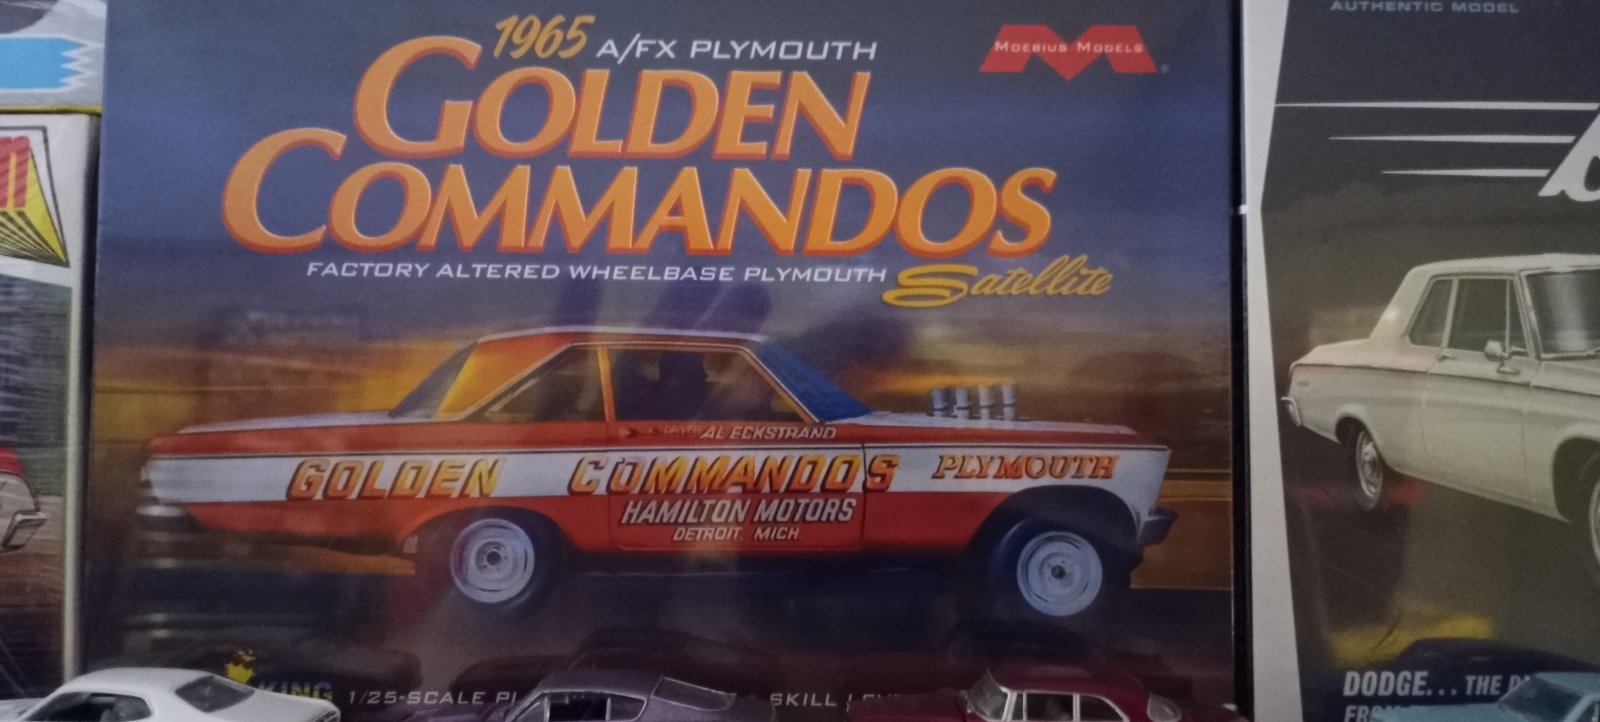 1965 A/FX PLYMOUTH
MOEBIUS MODELS
GOLDEN
COMMANDOS
FACTORY ALTERED WHEELBASE PLYMOUTH Satellite
DRIVER AL ECKSTRAND
GOLDEN COMMANDOS PLYMOUTH
HAMILTON MOTORS
DETROIT, MICH.
KING 1/25-SCALE SKILL
AUTHENTIC MODEL
DODGE... THE